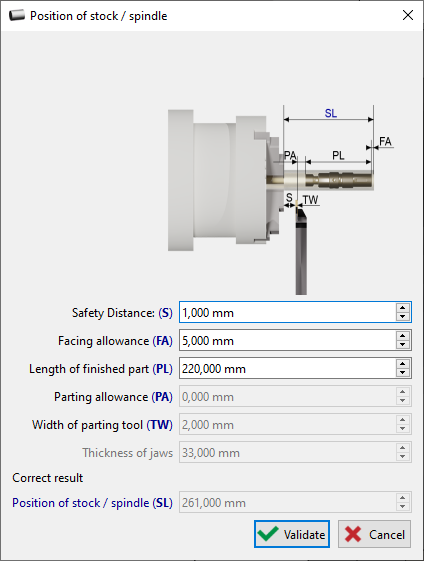 Position of stock / spindle
SL
FA
PA
PL
S
TW
Safety Distance: (S) 1,000 mm
Facing allowance (FA) 5,000 mm
Length of finished part (PL) 220,000 mm
Parting allowance (PA) 0,000 mm
Width of parting tool (TW) 2,000 mm
Thickness of jaws 33,000 mm
Correct result
Position of stock / spindle (SL) 261,000 mm
Validate
Cancel